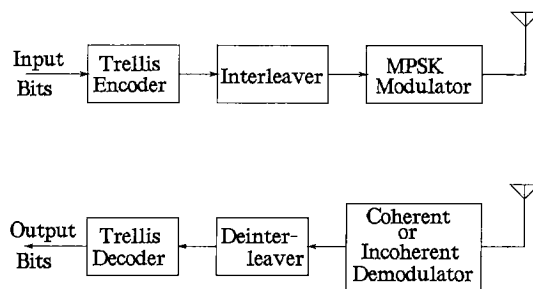 Input
Bits
Trellis
Encoder
Interleaver
MPSK
Modulator
Output
Bits
Trellis
Decoder
Deinter-
leaver
Coherent
or
Incoherent
Demodulator